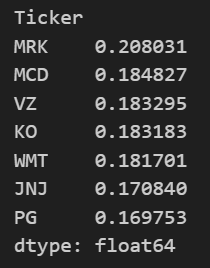 Ticker
MRK    0.208031
MCD    0.184827
VZ     0.183295
KO     0.183183
WMT    0.181701
JNJ    0.170840
PG     0.169753
dtype: float64